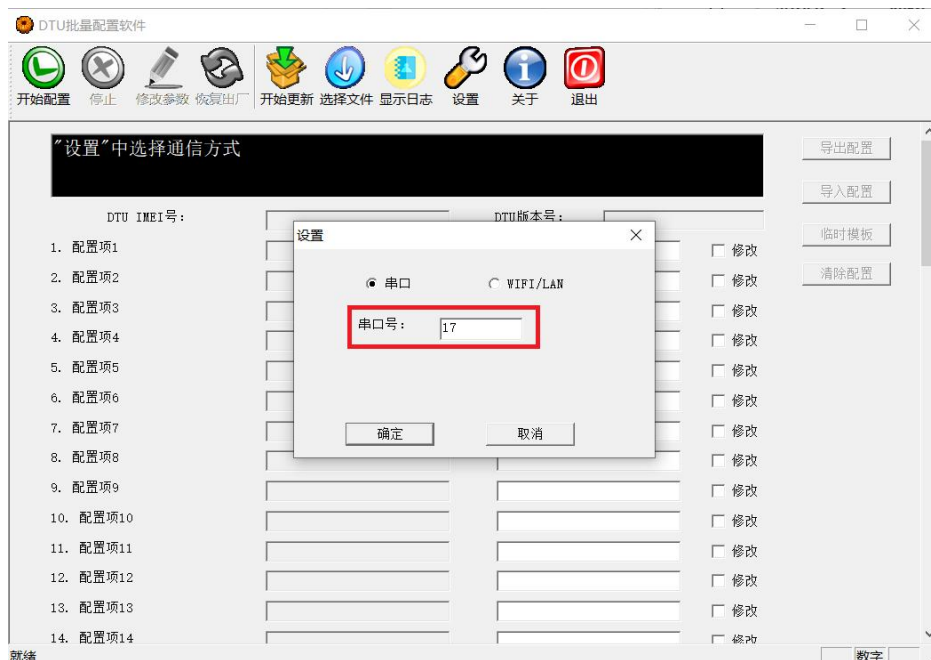 DTU批量配置软件
开始配置 停止 修改参数 恢复出厂 开始更新 选择文件 显示日志 设置 关于 退出
"设置"中选择通信方式
导出配置
导入配置
DTU IMEI号: DTU版本号:
临时模板
设置
1. 配置项1 修改
清除配置
2. 配置项2 串口 WIFI/LAN 修改
3. 配置项3 修改
串口号: 17
4. 配置项4 修改
5. 配置项5 修改
6. 配置项6 修改
7. 配置项7 确定 取消 修改
8. 配置项8 修改
9. 配置项9 修改
10. 配置项10 修改
11. 配置项11 修改
12. 配置项12 修改
13. 配置项13 修改
14. 配置项14 修改
就绪 数字